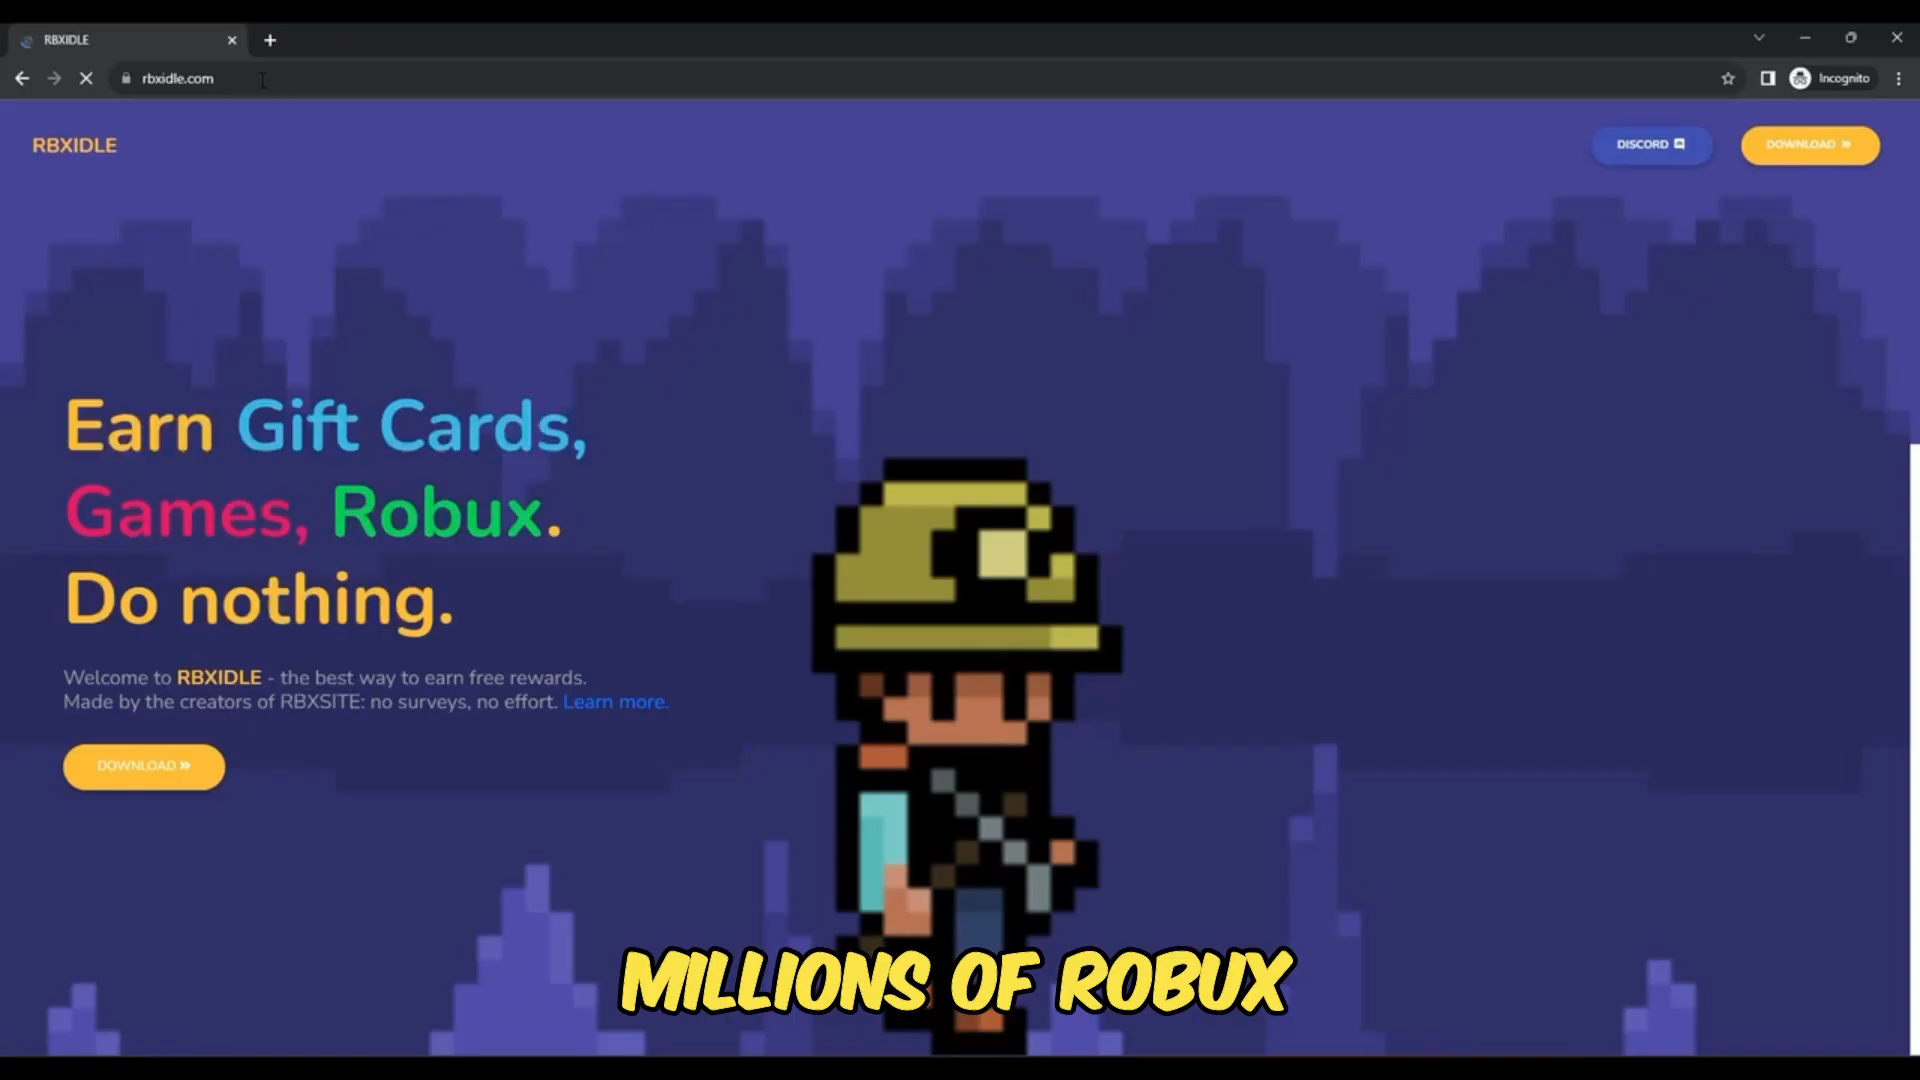 RBXIDLE
rbxidle.com
Incognito
RBXIDLE
DISCORD
DOWNLOAD »
Earn Gift Cards,
Games, Robux.
Do nothing.
Welcome to RBXIDLE - the best way to earn free rewards.
Made by the creators of RBXSITE: no surveys, no effort. Learn more.
DOWNLOAD »
MILLIONS OF ROBUX